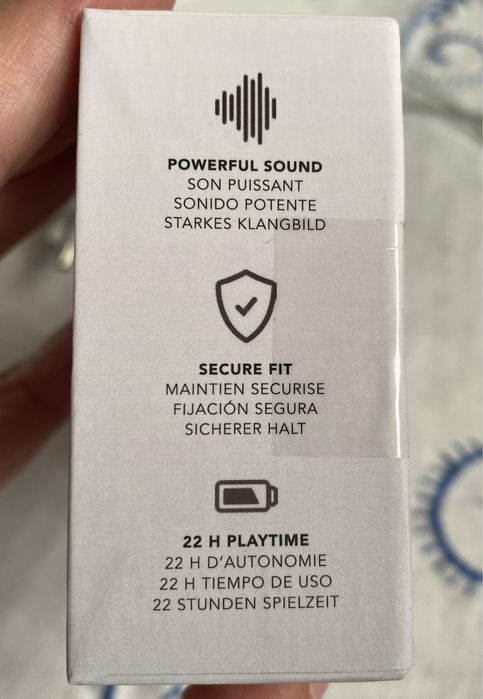 POWERFUL SOUND
SON PUISSANT
SONIDO POTENTE
STARKES KLANGBILD
SECURE FIT
MAINTIEN SECURISE
FIJACIÓN SEGURA
SICHERER HALT
22 H PLAYTIME
22 H D'AUTONOMIE
22 H TIEMPO DE USO
22 STUNDEN SPIELZEIT